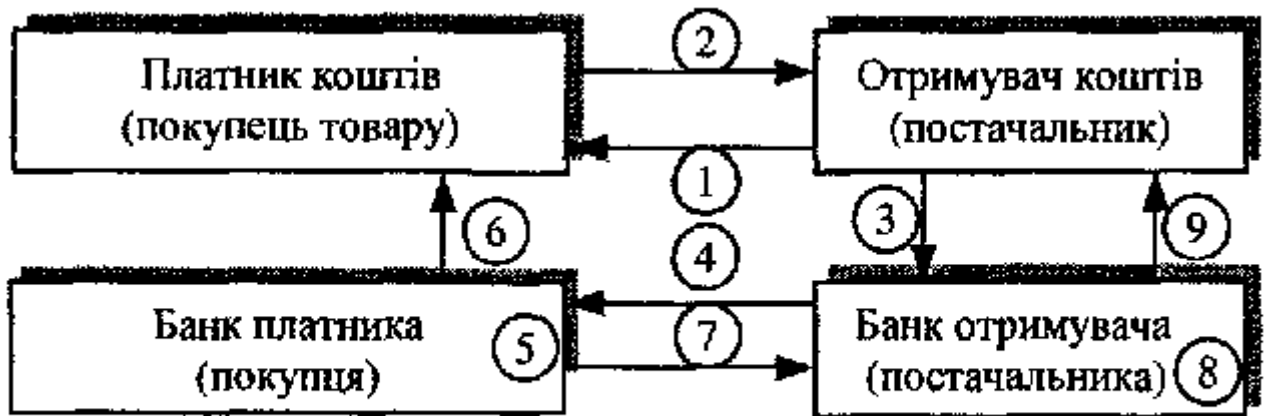 Платник коштів
(покупець товару)
2
Отримувач коштів
(постачальник)
1
6
4
3
9
Банк платника
(покупця)
5
7
Банк отримувача
(постачальника)
8